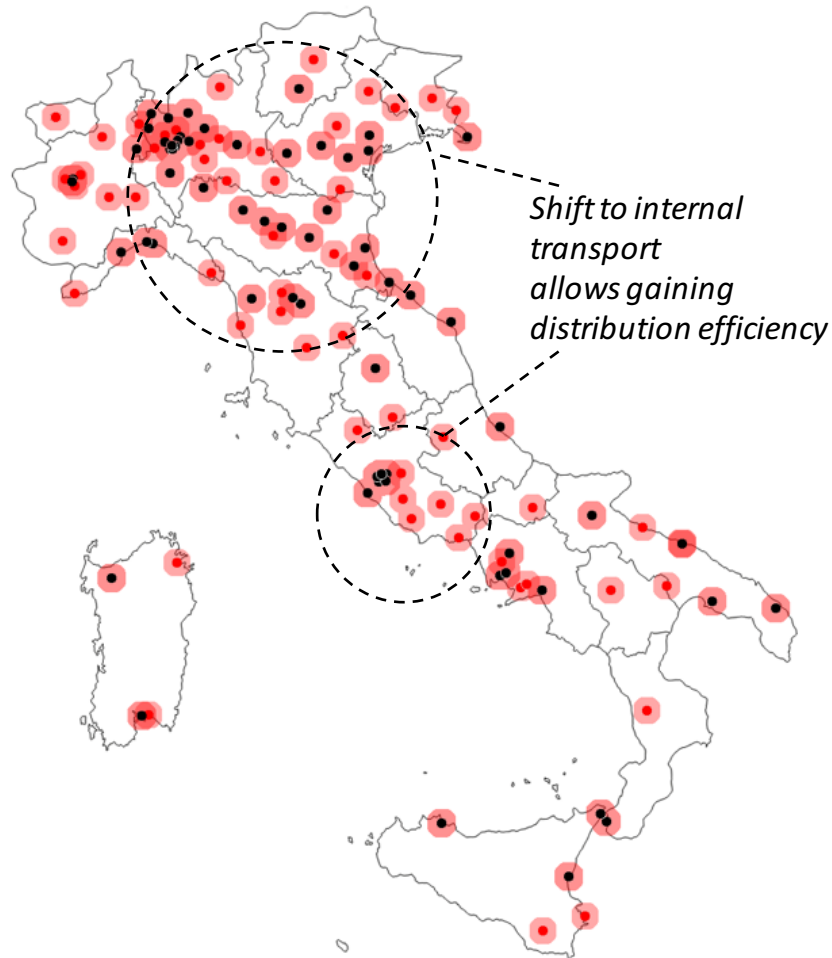 Shift to internal
transport
allows gaining
distribution efficiency